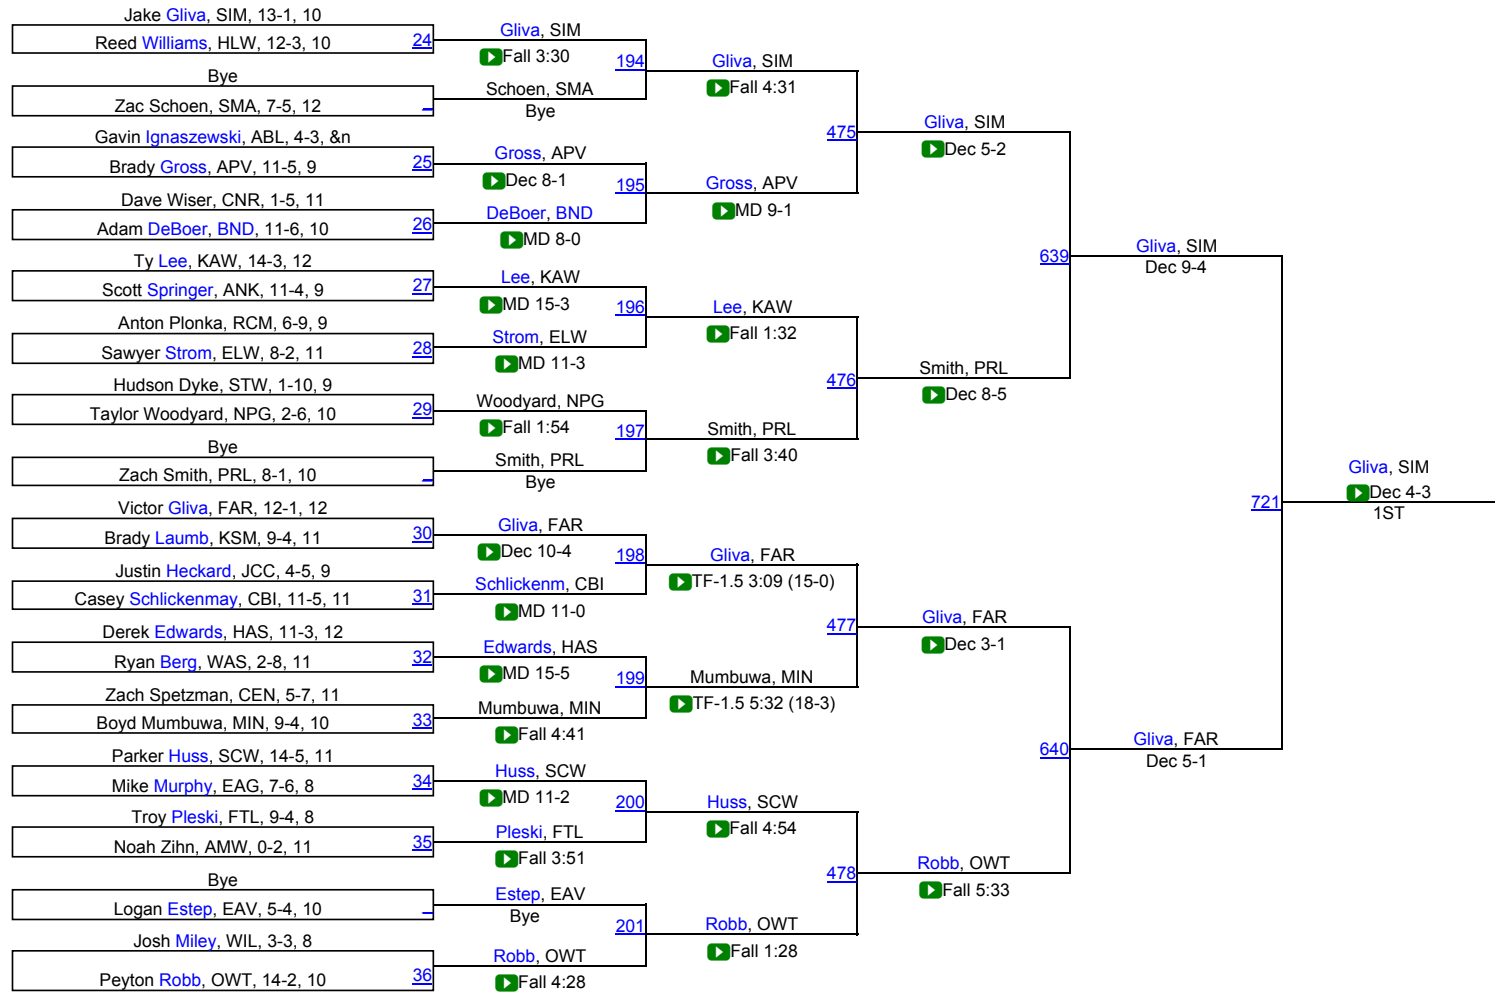 Jake Gliva, SIM, 13-1, 10
Reed Williams, HLW, 12-3, 10
24
Bye
Zac Schoen, SMA, 7-5, 12
Gavin Ignaszewski, ABL, 4-3, &n
Brady Gross, APV, 11-5, 9
25
Dave Wiser, CNR, 1-5, 11
Adam DeBoer, BND, 11-6, 10
26
Ty Lee, KAW, 14-3, 12
Scott Springer, ANK, 11-4, 9
27
Anton Plonka, RCM, 6-9, 9
Sawyer Strom, ELW, 8-2, 11
28
Hudson Dyke, STW, 1-10, 9
Taylor Woodyard, NPG, 2-6, 10
29
Bye
Zach Smith, PRL, 8-1, 10
Victor Gliva, FAR, 12-1, 12
Brady Laumb, KSM, 9-4, 11
30
Justin Heckard, JCC, 4-5, 9
Casey Schlickenmay, CBI, 11-5, 11
31
Derek Edwards, HAS, 11-3, 12
Ryan Berg, WAS, 2-8, 11
32
Zach Spetzman, CEN, 5-7, 11
Boyd Mumbuwa, MIN, 9-4, 10
33
Parker Huss, SCW, 14-5, 11
Mike Murphy, EAG, 7-6, 8
34
Troy Pleski, FTL, 9-4, 8
Noah Zihn, AMW, 0-2, 11
35
Bye
Logan Estep, EAV, 5-4, 10
Josh Miley, WIL, 3-3, 8
Peyton Robb, OWT, 14-2, 10
36
Gliva, SIM
Fall 3:30
194
Schoen, SMA
Bye
Gross, APV
Dec 8-1
195
DeBoer, BND
MD 8-0
Lee, KAW
MD 15-3
196
Strom, ELW
MD 11-3
Woodyard, NPG
Fall 1:54
197
Smith, PRL
Bye
Gliva, FAR
Dec 10-4
198
Schlickenm, CBI
MD 11-0
Edwards, HAS
MD 15-5
199
Mumbuwa, MIN
Fall 4:41
Huss, SCW
MD 11-2
200
Pleski, FTL
Fall 3:51
Estep, EAV
Bye
201
Robb, OWT
Fall 4:28
Gliva, SIM
Fall 4:31
475
Gross, APV
MD 9-1
Lee, KAW
Fall 1:32
476
Smith, PRL
Fall 3:40
Gliva, FAR
TF-1.5 3:09 (15-0)
477
Mumbuwa, MIN
TF-1.5 5:32 (18-3)
Huss, SCW
Fall 4:54
478
Robb, OWT
Fall 1:28
Gliva, SIM
Dec 5-2
639
Smith, PRL
Dec 8-5
Gliva, FAR
Dec 3-1
640
Robb, OWT
Fall 5:33
Gliva, SIM
Dec 9-4
721
Gliva, FAR
Dec 5-1
Gliva, SIM
Dec 4-3
1ST